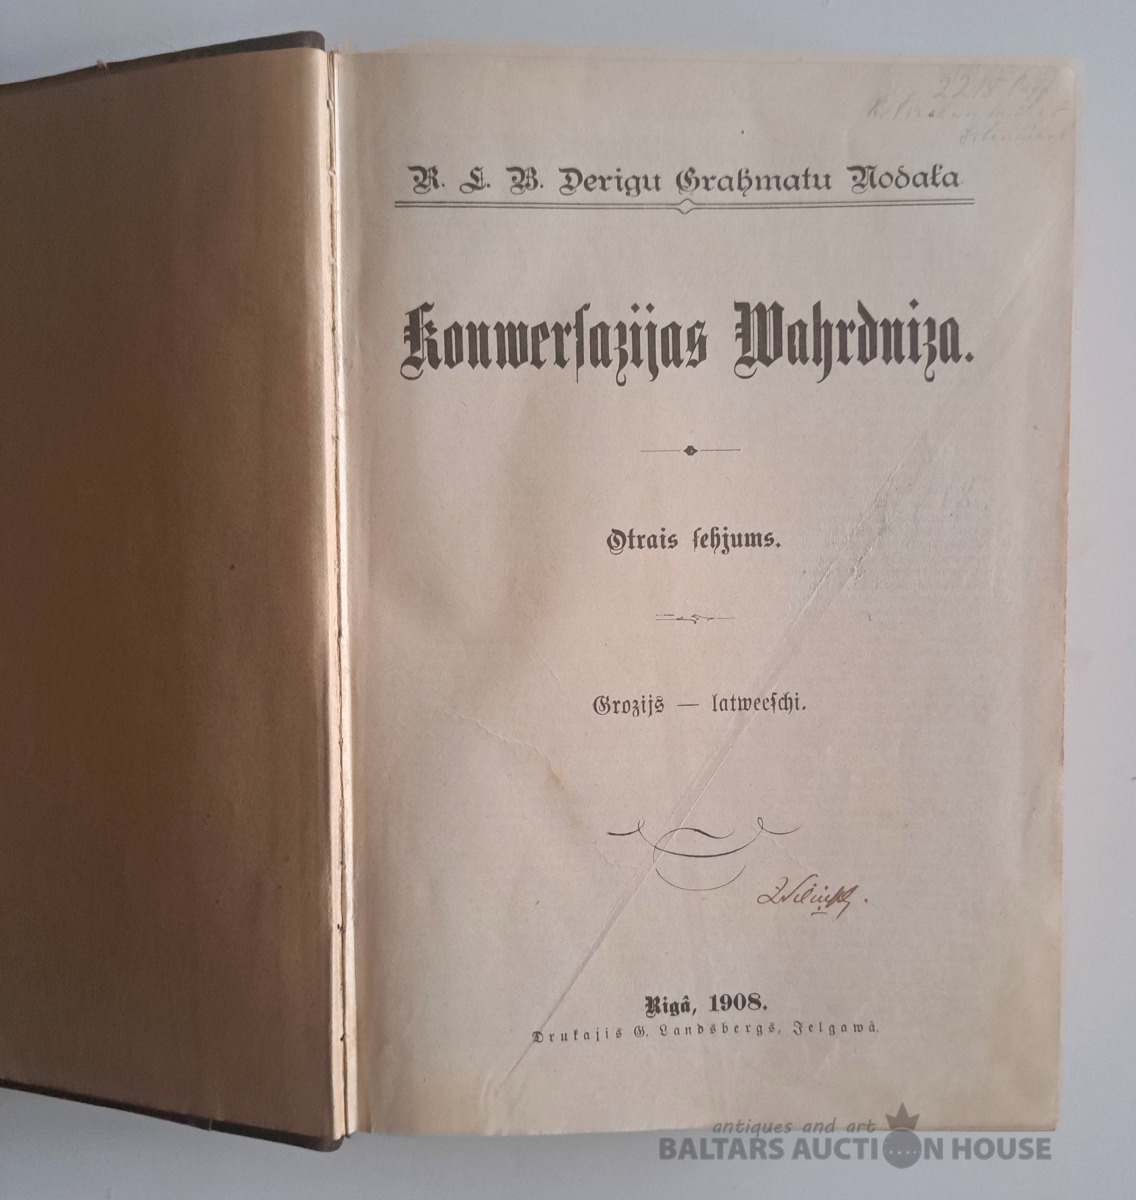 2215
R. L. B. Derigu Grahmatu Nodaļa
Konwerſazijas Wahrdniza.
Otrais ſehjums.
Grozijs — latweeſchi.
Rigâ, 1908.
Drukajis G. Landsbergs, Jelgawâ.
antiques and art
BALTARS AUCTION HOUSE